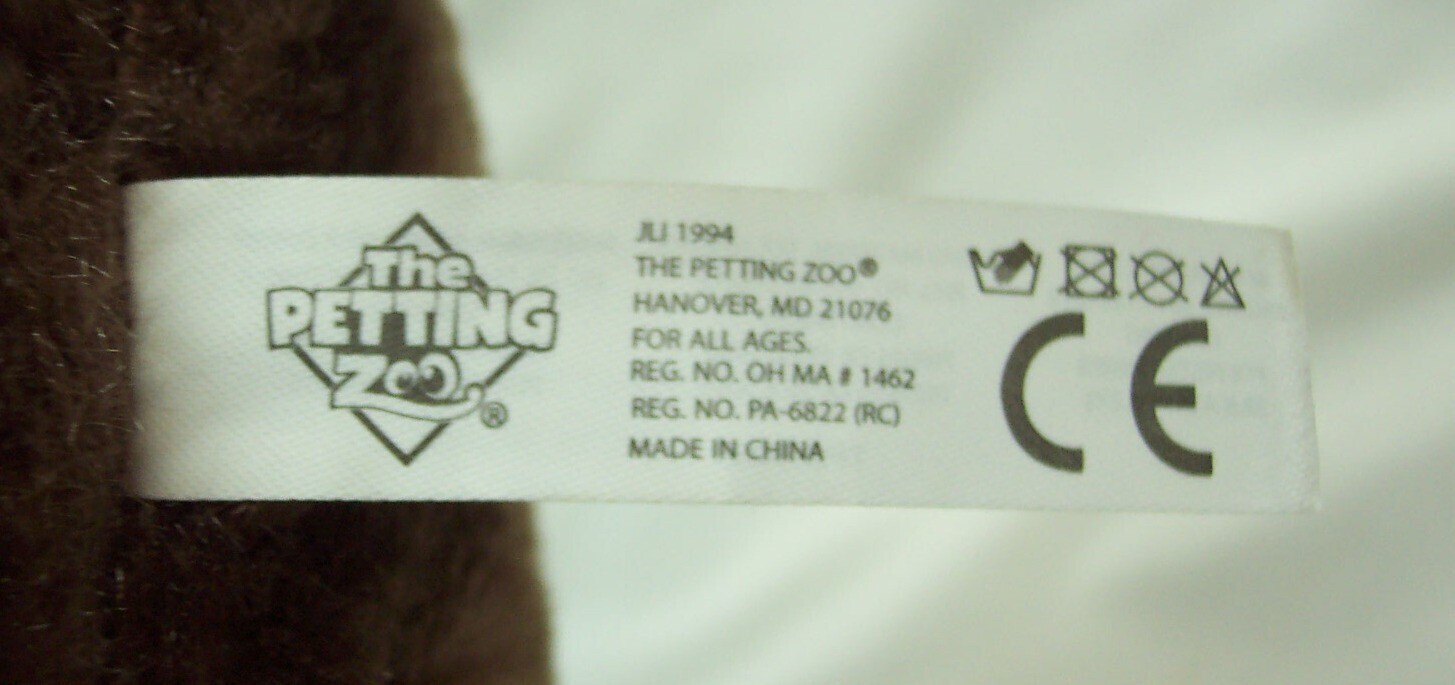 The
PETTING
ZOO®
JLI 1994
THE PETTING ZOO®
HANOVER, MD 21076
FOR ALL AGES.
REG. NO. OH MA # 1462
REG. NO. PA-6822 (RC)
MADE IN CHINA
CE